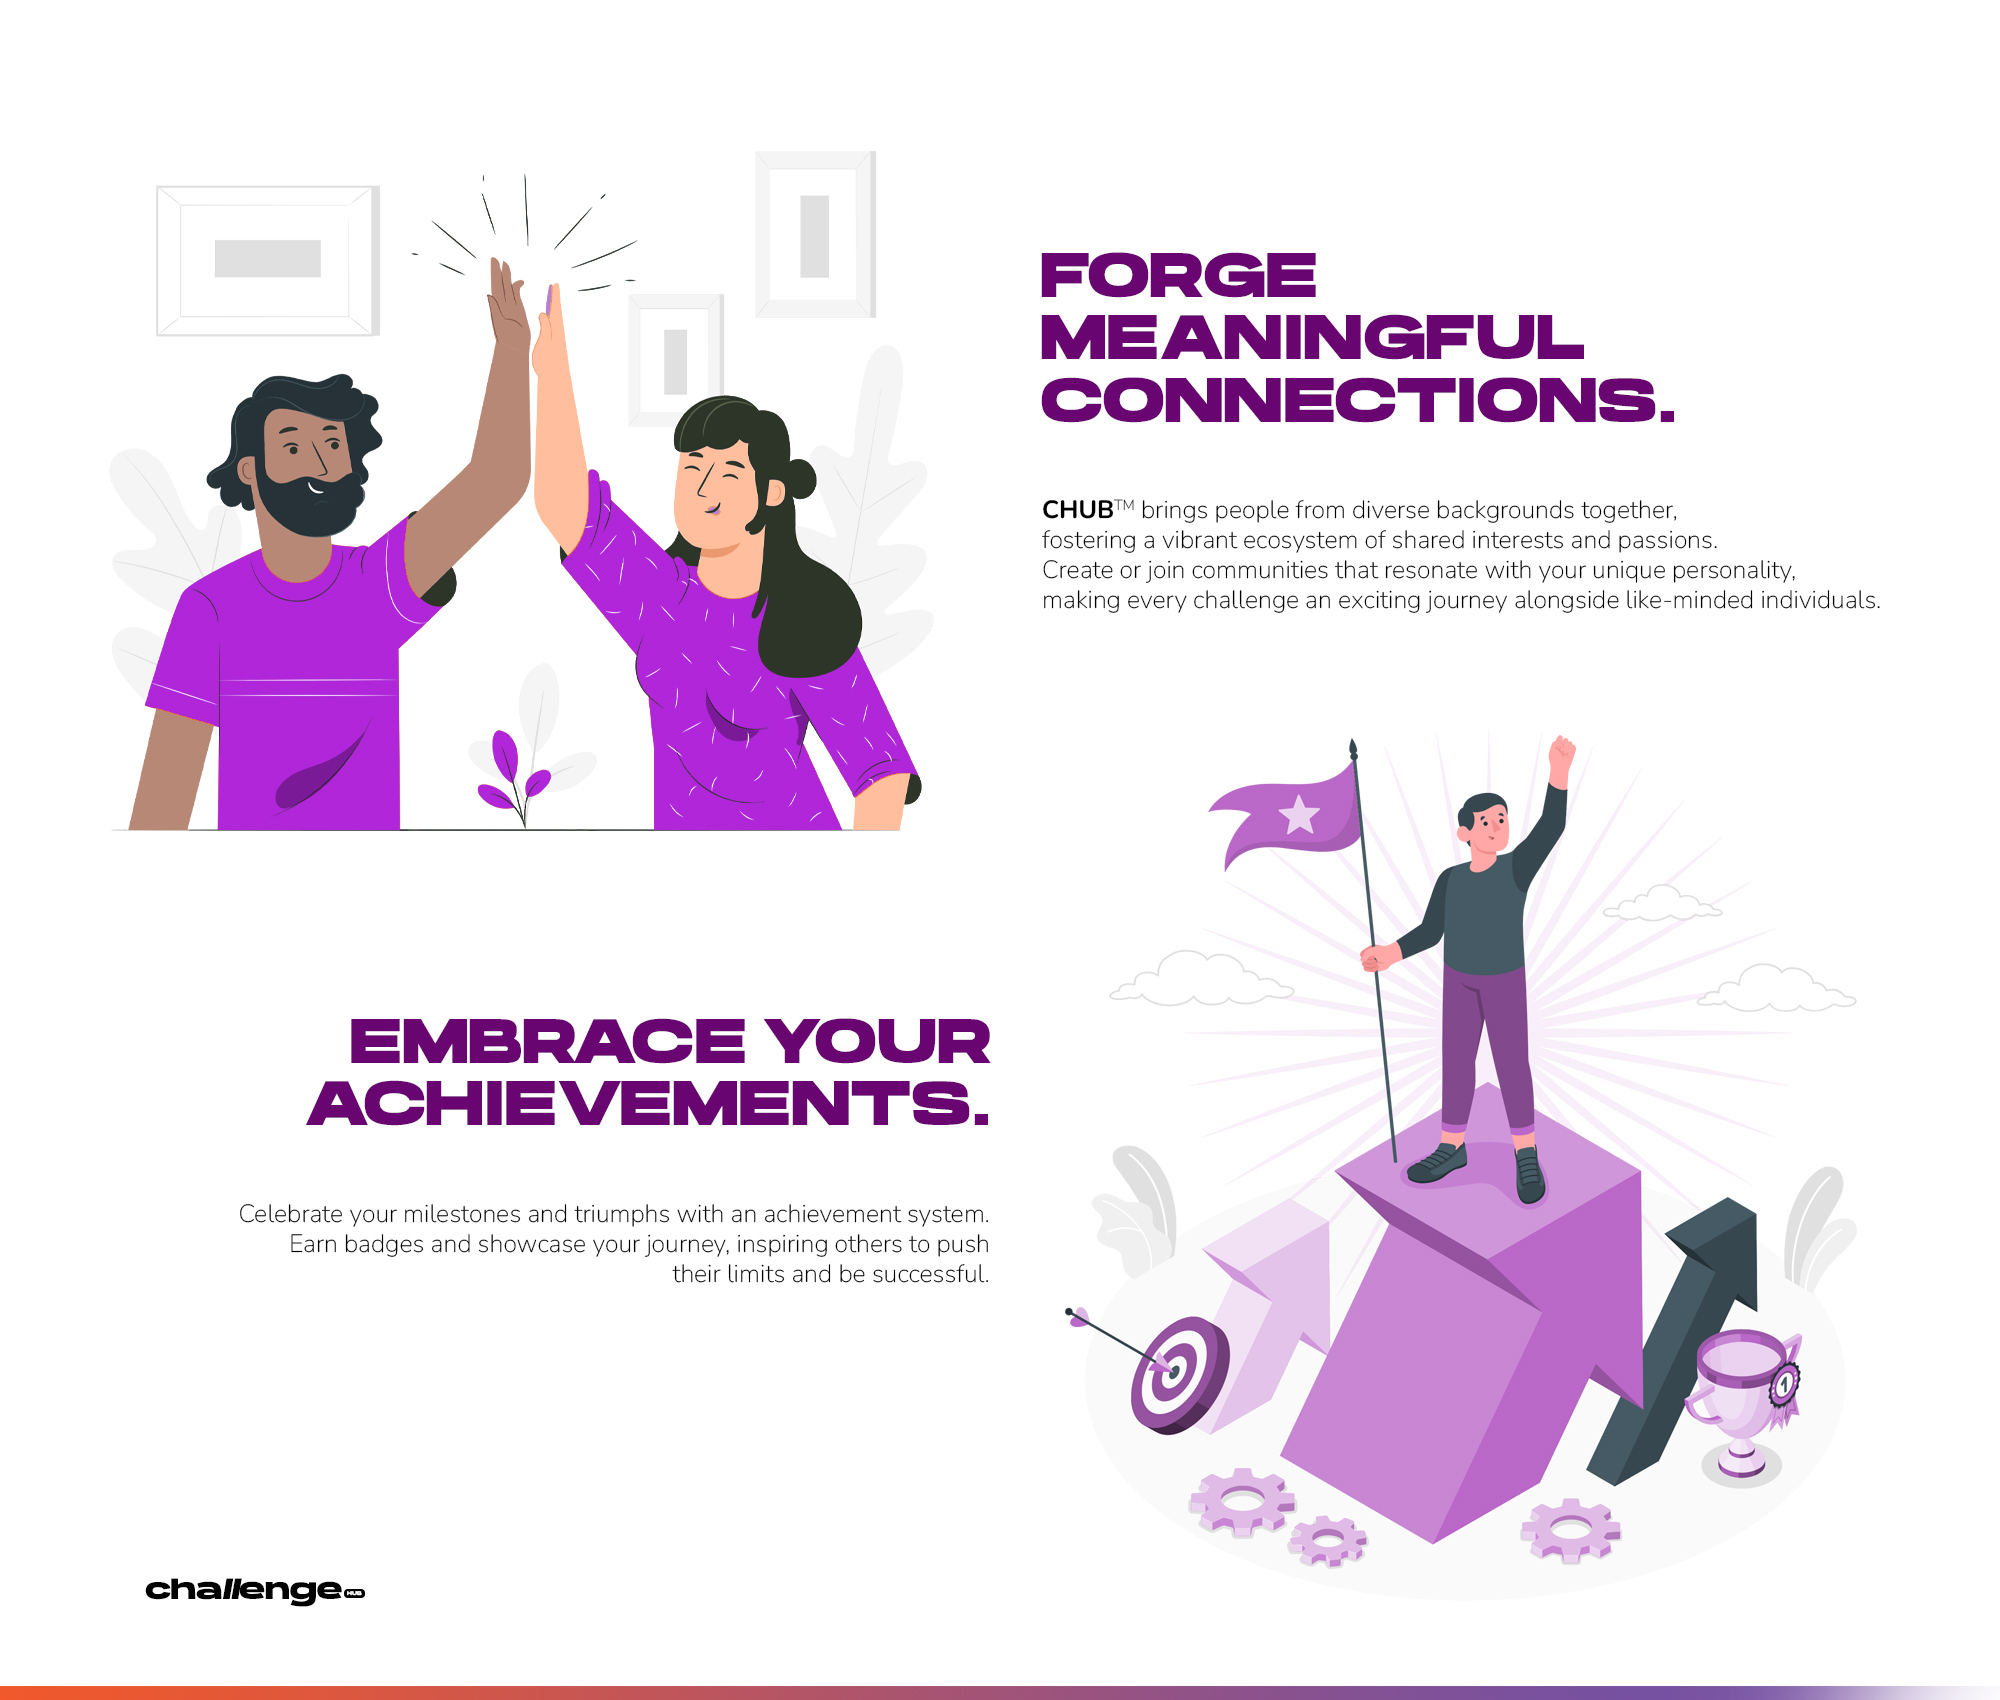 FORGE
MEANINGFUL
CONNECTIONS.
CHUB™ brings people from diverse backgrounds together,
fostering a vibrant ecosystem of shared interests and passions.
Create or join communities that resonate with your unique personality,
making every challenge an exciting journey alongside like-minded individuals.
EMBRACE YOUR
ACHIEVEMENTS.
Celebrate your milestones and triumphs with an achievement system.
Earn badges and showcase your journey, inspiring others to push
their limits and be successful.
1
challenge HUB